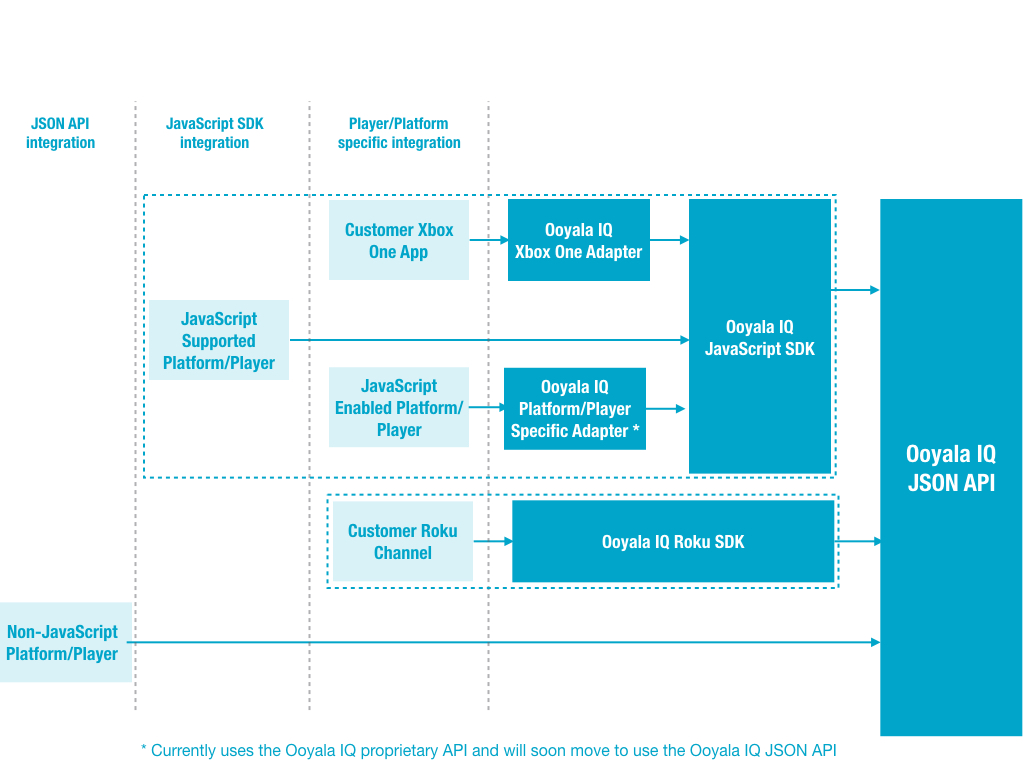 JSON API
integration
JavaScript SDK
integration
Player/Platform
specific integration
Customer Xbox
One App
Ooyala IQ
Xbox One Adapter
Ooyala IQ
JavaScript SDK
JavaScript
Supported
Platform/Player
JavaScript
Enabled Platform/
Player
Ooyala IQ
Platform/Player
Specific Adapter *
Ooyala IQ
JSON API
Customer Roku
Channel
Ooyala IQ Roku SDK
Non-JavaScript
Platform/Player
* Currently uses the Ooyala IQ proprietary API and will soon move to use the Ooyala IQ JSON API